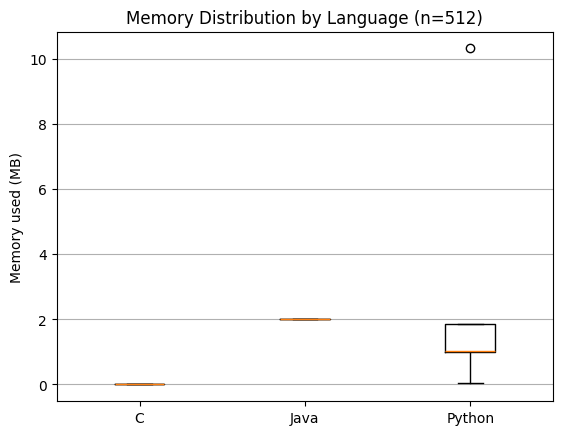 Memory Distribution by Language (n=512)
Memory used (MB)
10
8
6
4
2
0
C Java Python